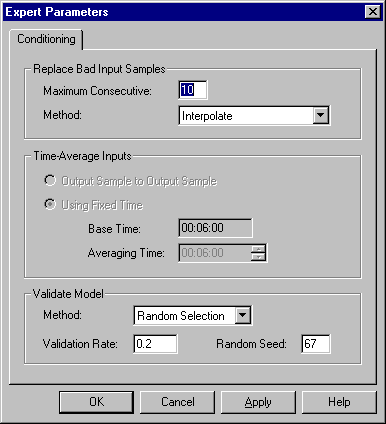 Expert Parameters
Conditioning
Replace Bad Input Samples
Maximum Consecutive: 10
Method: Interpolate
Time-Average Inputs
Output Sample to Output Sample
Using Fixed Time
Base Time: 00:06:00
Averaging Time: 00:06:00
Validate Model
Method: Random Selection
Validation Rate: 0.2 Random Seed: 67
OK Cancel Apply Help